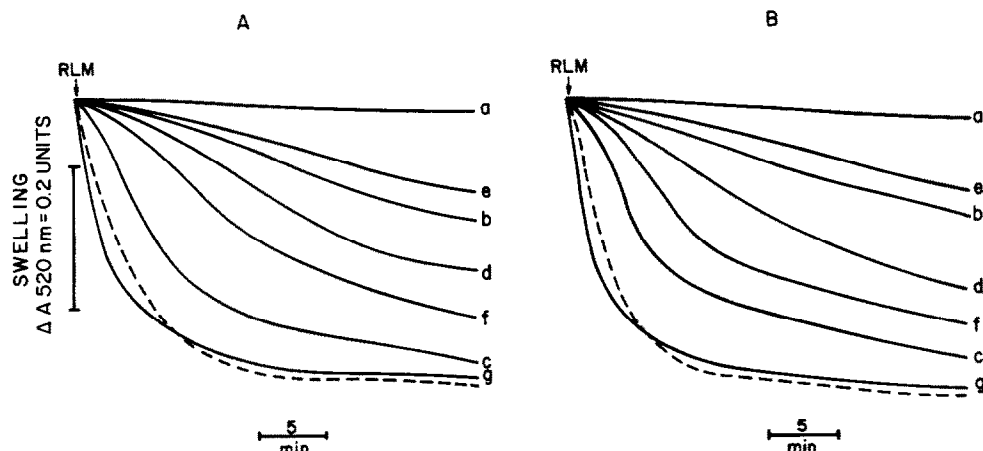 A
RLM
a
e
b
d
f
c
g
SWELLING
Δ A 520 nm = 0.2 UNITS
5
min
B
RLM
a
e
b
d
f
c
g
5
min